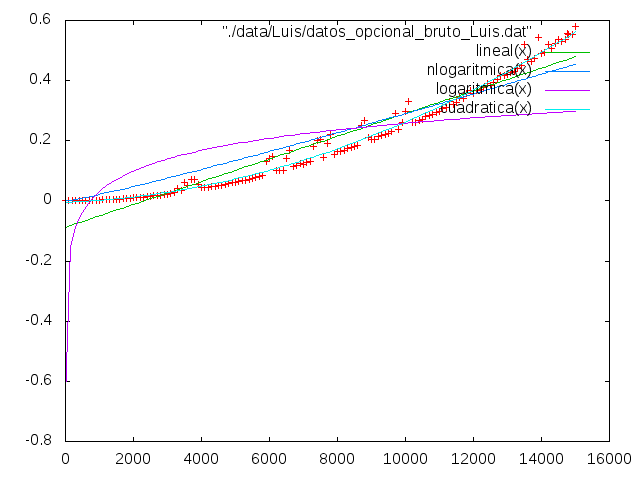 "./data/Luis/datos_opcional_bruto_Luis.dat"
lineal(x)
nlogaritmica(x)
logaritmica(x)
cuadratica(x)
0.6
0.4
0.2
0
-0.2
-0.4
-0.6
-0.8
0 2000 4000 6000 8000 10000 12000 14000 16000